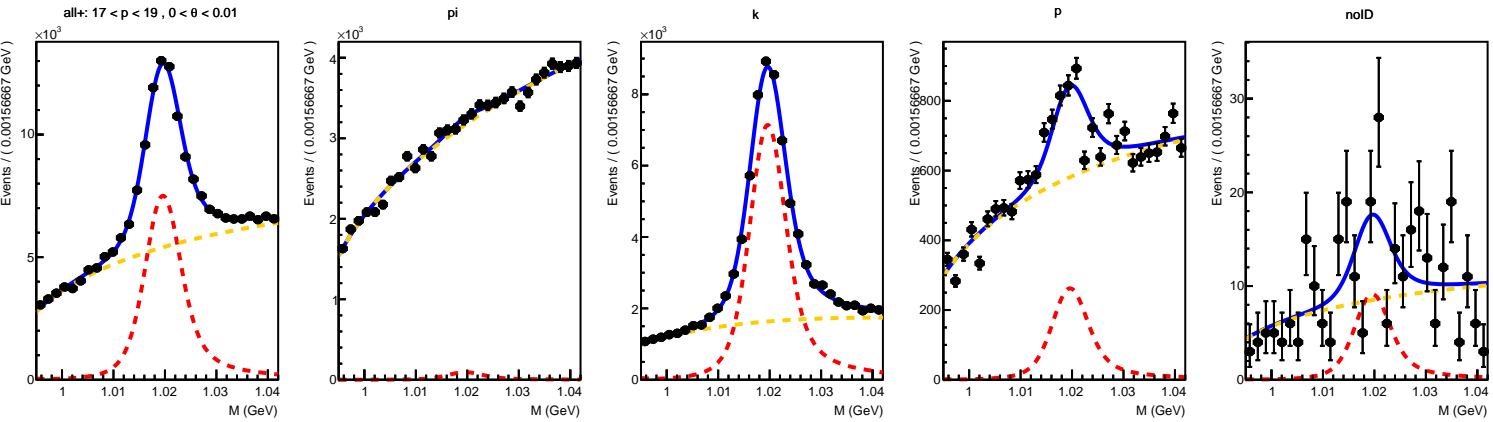 all+: 17 < p < 19 , 0 < θ < 0.01
×10³
Events / ( 0.00156667 GeV )
10
5
0
1 1.01 1.02 1.03 1.04
M (GeV)
pi
×10³
Events / ( 0.00156667 GeV )
4
3
2
1
0
1 1.01 1.02 1.03 1.04
M (GeV)
k
×10³
Events / ( 0.00156667 GeV )
8
6
4
2
0
1 1.01 1.02 1.03 1.04
M (GeV)
p
Events / ( 0.00156667 GeV )
800
600
400
200
0
1 1.01 1.02 1.03 1.04
M (GeV)
noID
Events / ( 0.00156667 GeV )
30
20
10
0
1 1.01 1.02 1.03 1.04
M (GeV)